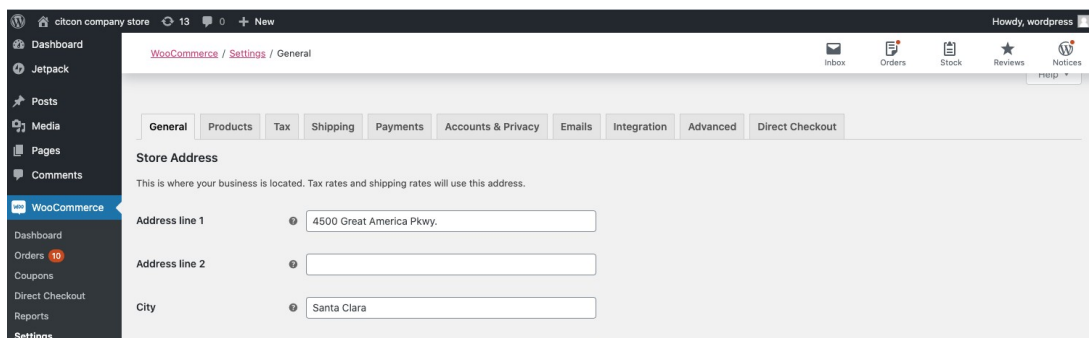 citcon company store 13 0 + New Howdy, wordpress
Dashboard
Jetpack
Posts
Media
Pages
Comments
WooCommerce
Dashboard
Orders 10
Coupons
Direct Checkout
Reports
Settings
WooCommerce / Settings / General
Inbox Orders Stock Reviews Notices
Help
General Products Tax Shipping Payments Accounts & Privacy Emails Integration Advanced Direct Checkout
Store Address
This is where your business is located. Tax rates and shipping rates will use this address.
Address line 1 4500 Great America Pkwy.
Address line 2
City Santa Clara